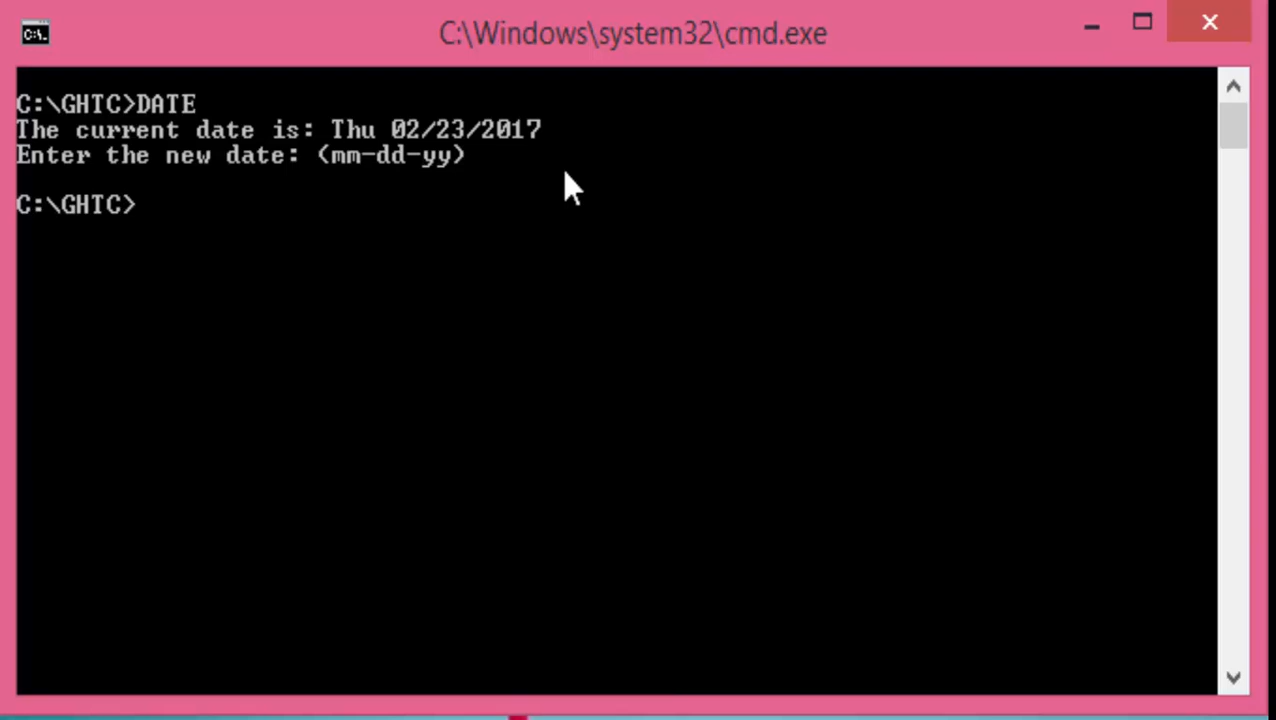 C:\Windows\system32\cmd.exe
C:\GHTC>DATE
The current date is: Thu 02/23/2017
Enter the new date: (mm-dd-yy)
C:\GHTC>